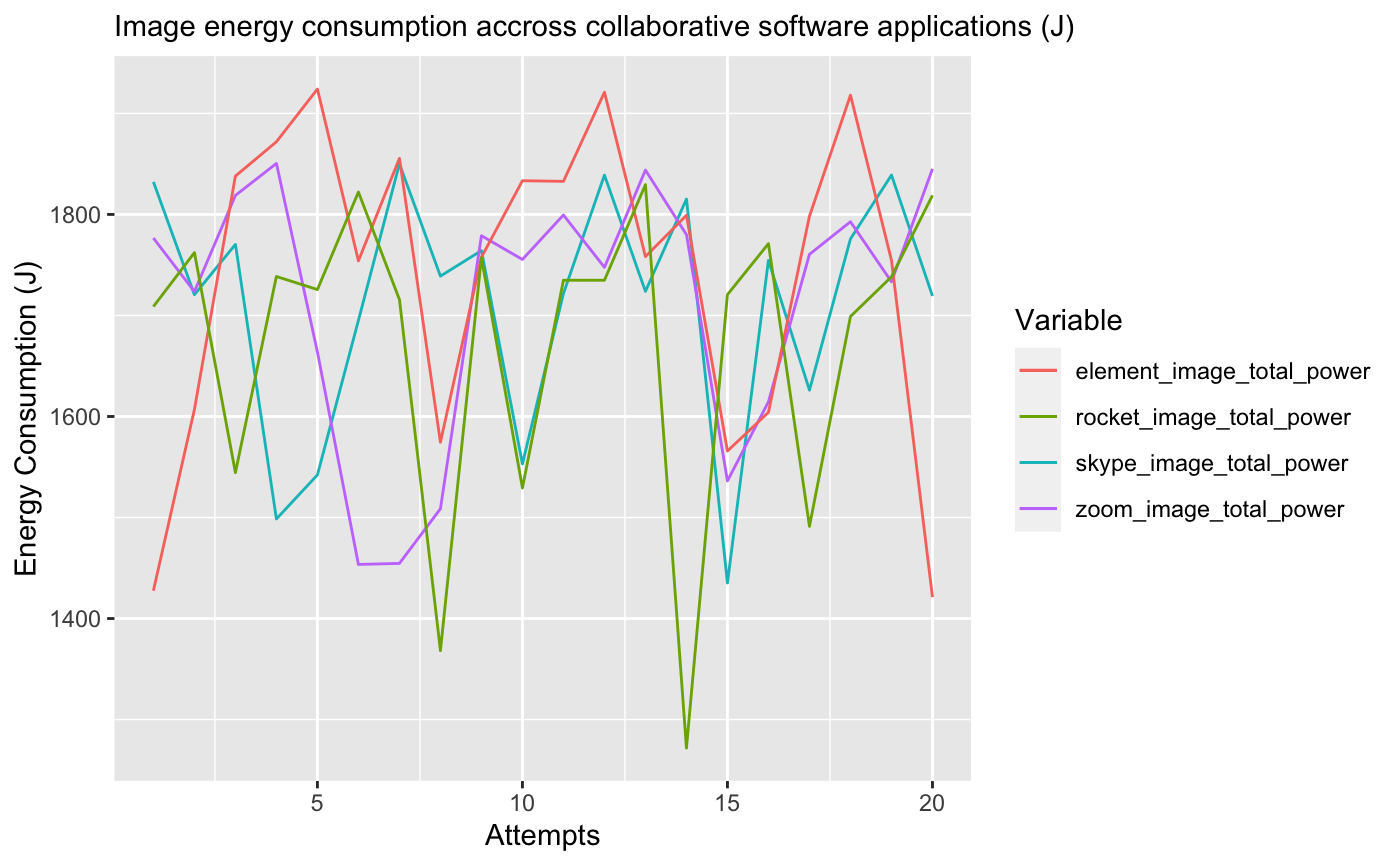 Image energy consumption accross collaborative software applications (J)
Energy Consumption (J)
1800
1600
1400
5
10
15
20
Attempts
Variable
element_image_total_power
rocket_image_total_power
skype_image_total_power
zoom_image_total_power